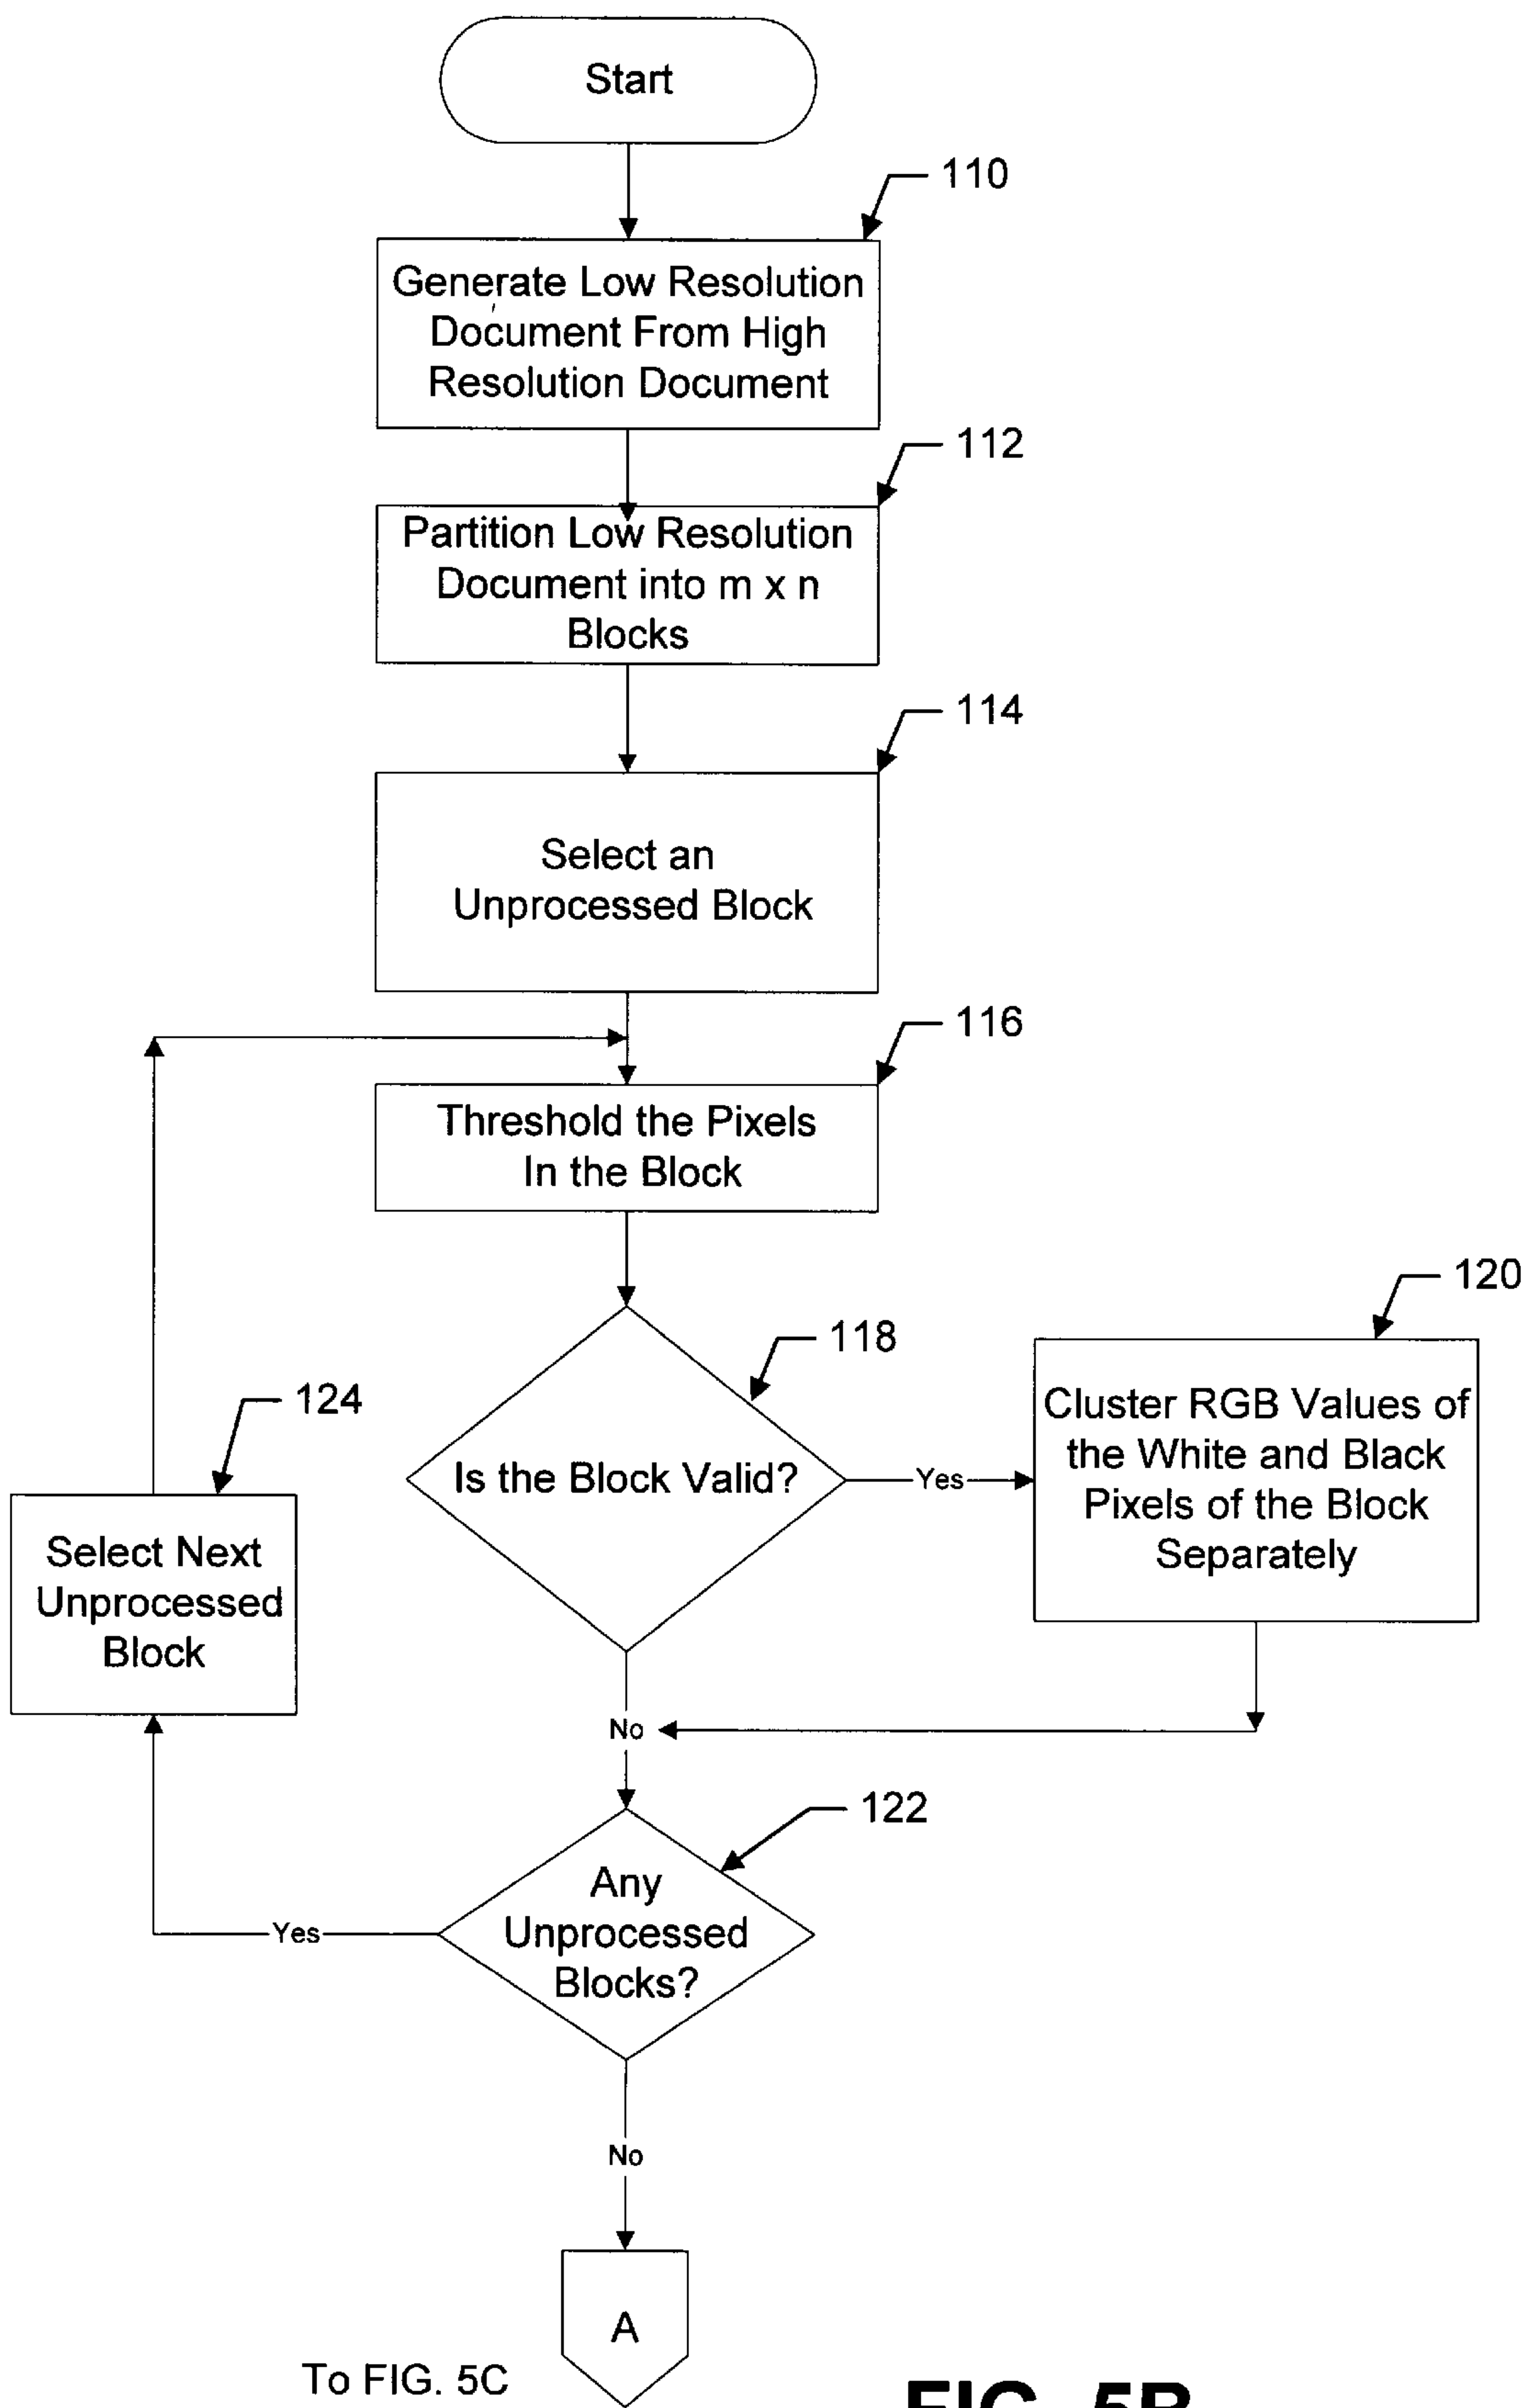 Start
110
Generate Low Resolution
Document From High
Resolution Document
112
Partition Low Resolution
Document into m x n
Blocks
114
Select an
Unprocessed Block
116
Threshold the Pixels
In the Block
118
Is the Block Valid?
Yes
120
Cluster RGB Values of
the White and Black
Pixels of the Block
Separately
124
Select Next
Unprocessed
Block
No
122
Any
Unprocessed
Blocks?
Yes
No
A
To FIG. 5C
FIG. 5B